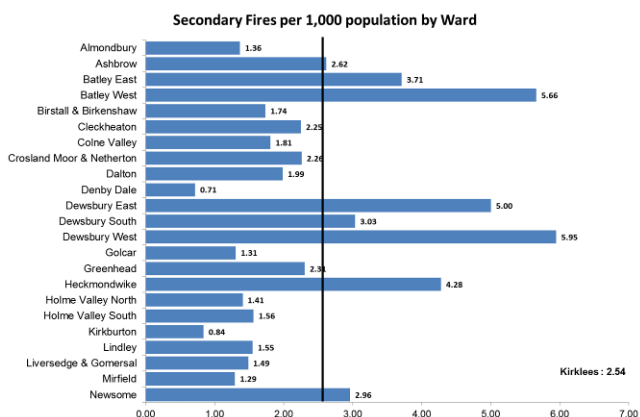 Secondary Fires per 1,000 population by Ward
Almondbury 1.36
Ashbrow 2.62
Batley East 3.71
Batley West 5.66
Birstall & Birkenshaw 1.74
Cleckheaton 2.25
Colne Valley 1.81
Crosland Moor & Netherton 2.26
Dalton 1.99
Denby Dale 0.71
Dewsbury East 5.00
Dewsbury South 3.03
Dewsbury West 5.95
Golcar 1.31
Greenhead 2.31
Heckmondwike 4.28
Holme Valley North 1.41
Holme Valley South 1.56
Kirkburton 0.84
Lindley 1.55
Liversedge & Gomersal 1.49
Kirklees : 2.54
Mirfield 1.29
Newsome 2.96
0.00 1.00 2.00 3.00 4.00 5.00 6.00 7.00